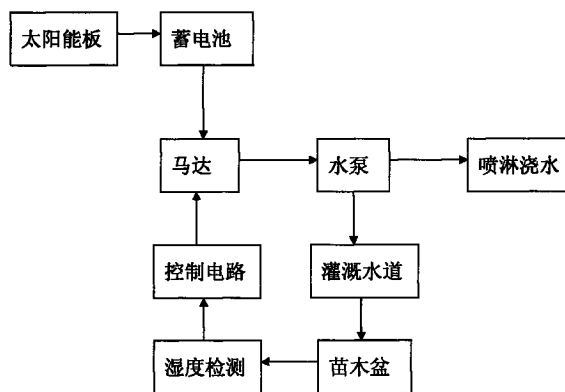 太阳能板
蓄电池
马达
水泵
喷淋浇水
控制电路
灌溉水道
湿度检测
苗木盆